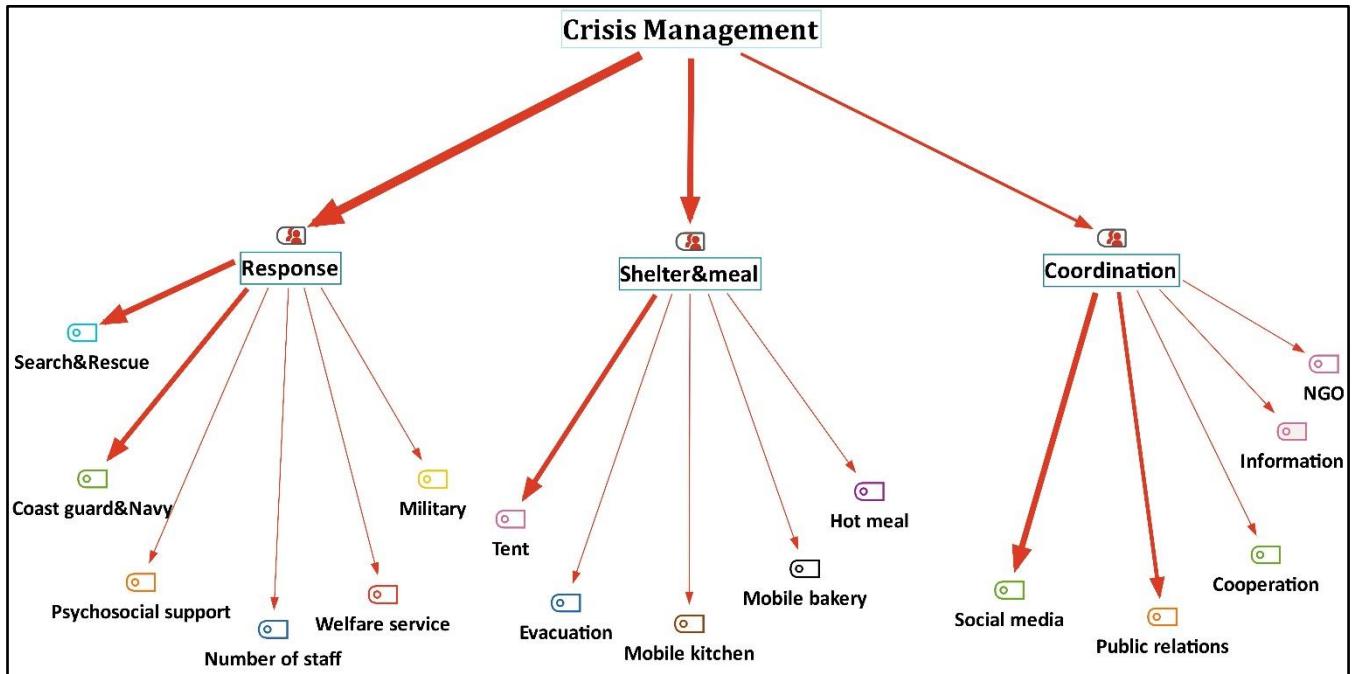 Crisis Management
Response
Shelter&meal
Coordination
Search&Rescue
Coast guard&Navy
Psychosocial support
Number of staff
Welfare service
Military
Tent
Evacuation
Mobile kitchen
Mobile bakery
Hot meal
Social media
Public relations
Cooperation
Information
NGO